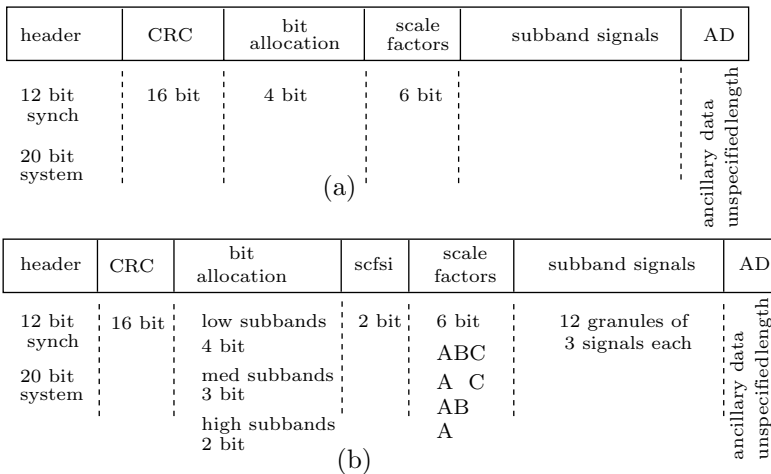 header CRC bit allocation scale factors subband signals AD
12 bit synch 16 bit 4 bit 6 bit
20 bit system
ancillary data
unspecifiedlength
(a)
header CRC bit allocation scfsi scale factors subband signals AD
12 bit synch 16 bit low subbands 4 bit 2 bit 6 bit 12 granules of 3 signals each
ABC
20 bit system med subbands 3 bit A C
AB
high subbands 2 bit A
ancillary data
unspecifiedlength
(b)